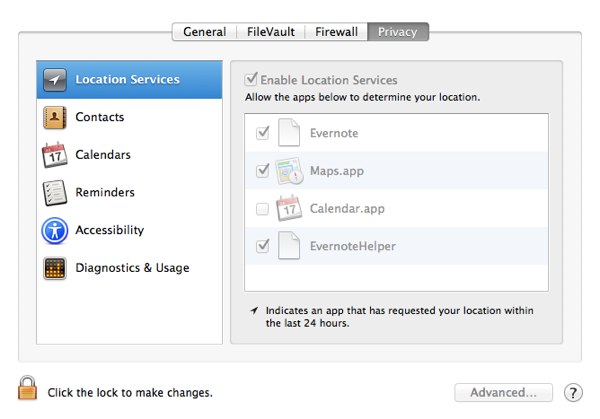 General FileVault Firewall Privacy
Location Services
Contacts
17
Calendars
Reminders
Accessibility
Diagnostics & Usage
Enable Location Services
Allow the apps below to determine your location.
Evernote
Maps.app
17
Calendar.app
EvernoteHelper
Indicates an app that has requested your location within
the last 24 hours.
Click the lock to make changes.
Advanced...
?